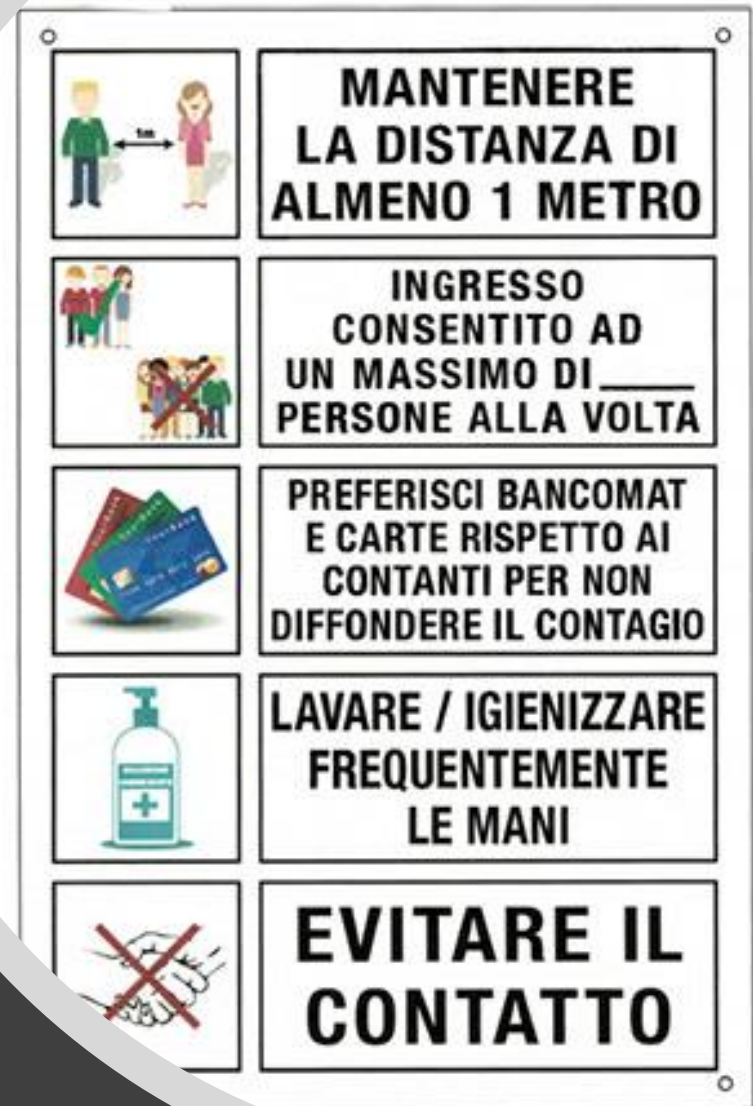 1m
MANTENERE
LA DISTANZA DI
ALMENO 1 METRO
INGRESSO
CONSENTITO AD
UN MASSIMO DI____
PERSONE ALLA VOLTA
PREFERISCI BANCOMAT
E CARTE RISPETTO AI
CONTANTI PER NON
DIFFONDERE IL CONTAGIO
LAVARE / IGIENIZZARE
FREQUENTEMENTE
LE MANI
EVITARE IL
CONTATTO